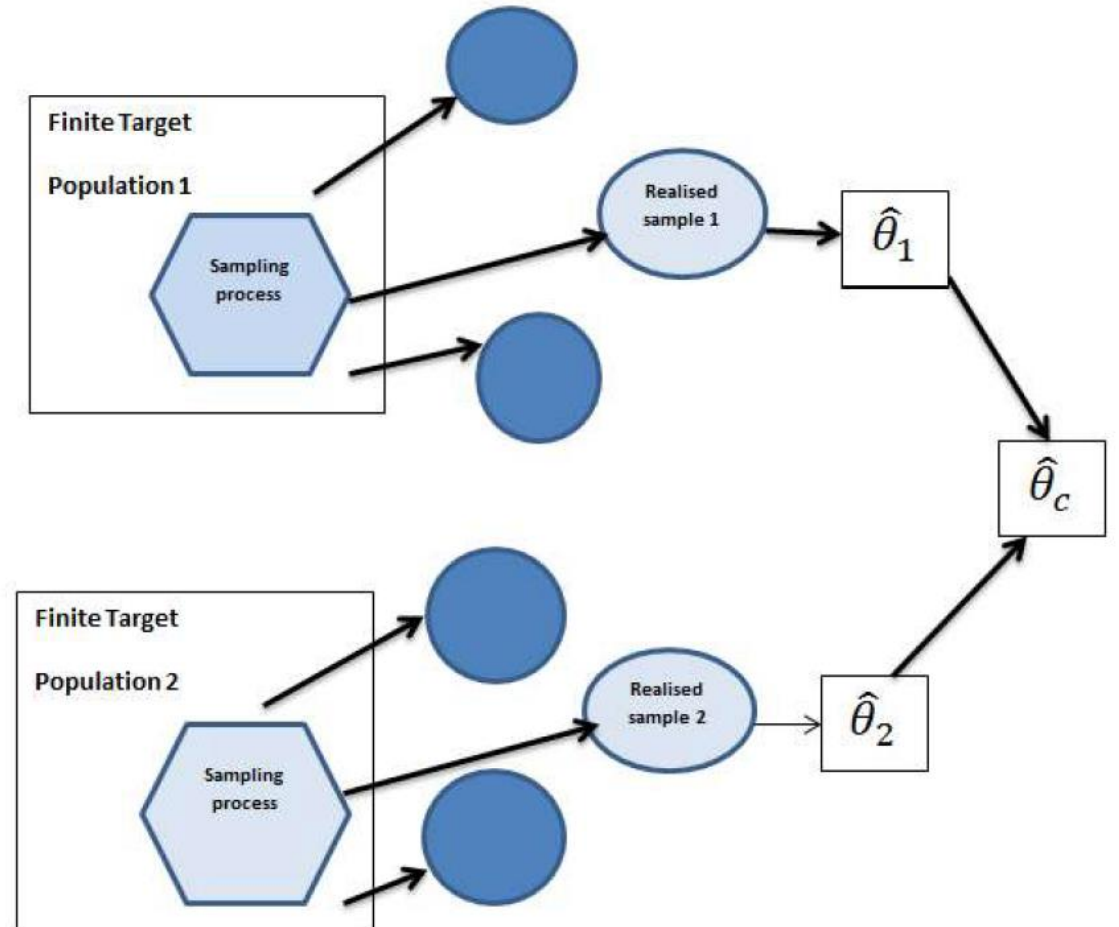 Finite Target
Population 1
Sampling
process
Realised
sample 1
θ̂₁
θ̂c
Finite Target
Population 2
Sampling
process
Realised
sample 2
θ̂₂